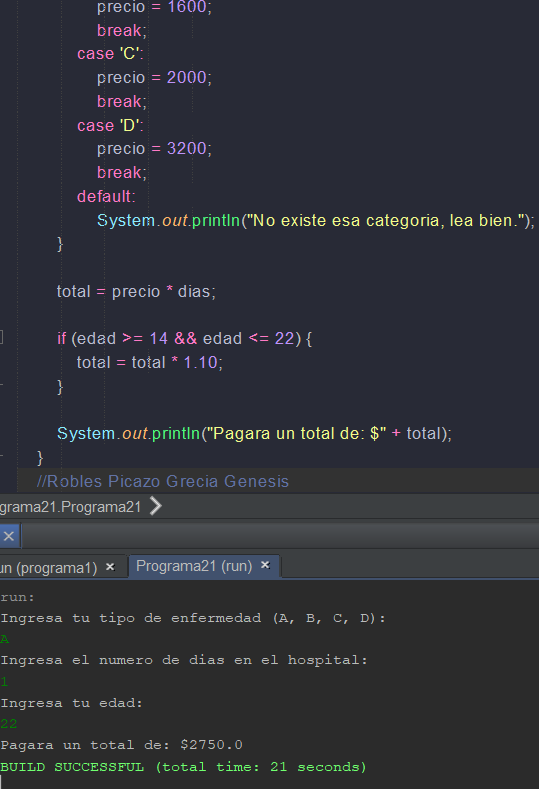 precio = 1600;
break;
case 'C':
precio = 2000;
break;
case 'D':
precio = 3200;
break;
default:
System.out.println("No existe esa categoria, lea bien.");
}
total = precio * dias;
if (edad >= 14 && edad <= 22) {
total = total * 1.10;
}
System.out.println("Pagara un total de: $" + total);
}
//Robles Picazo Grecia Genesis
grama21.Programa21
un (programa1) × Programa21 (run) ×
run:
Ingresa tu tipo de enfermedad (A, B, C, D):
A
Ingresa el numero de dias en el hospital:
1
Ingresa tu edad:
22
Pagara un total de: $2750.0
BUILD SUCCESSFUL (total time: 21 seconds)